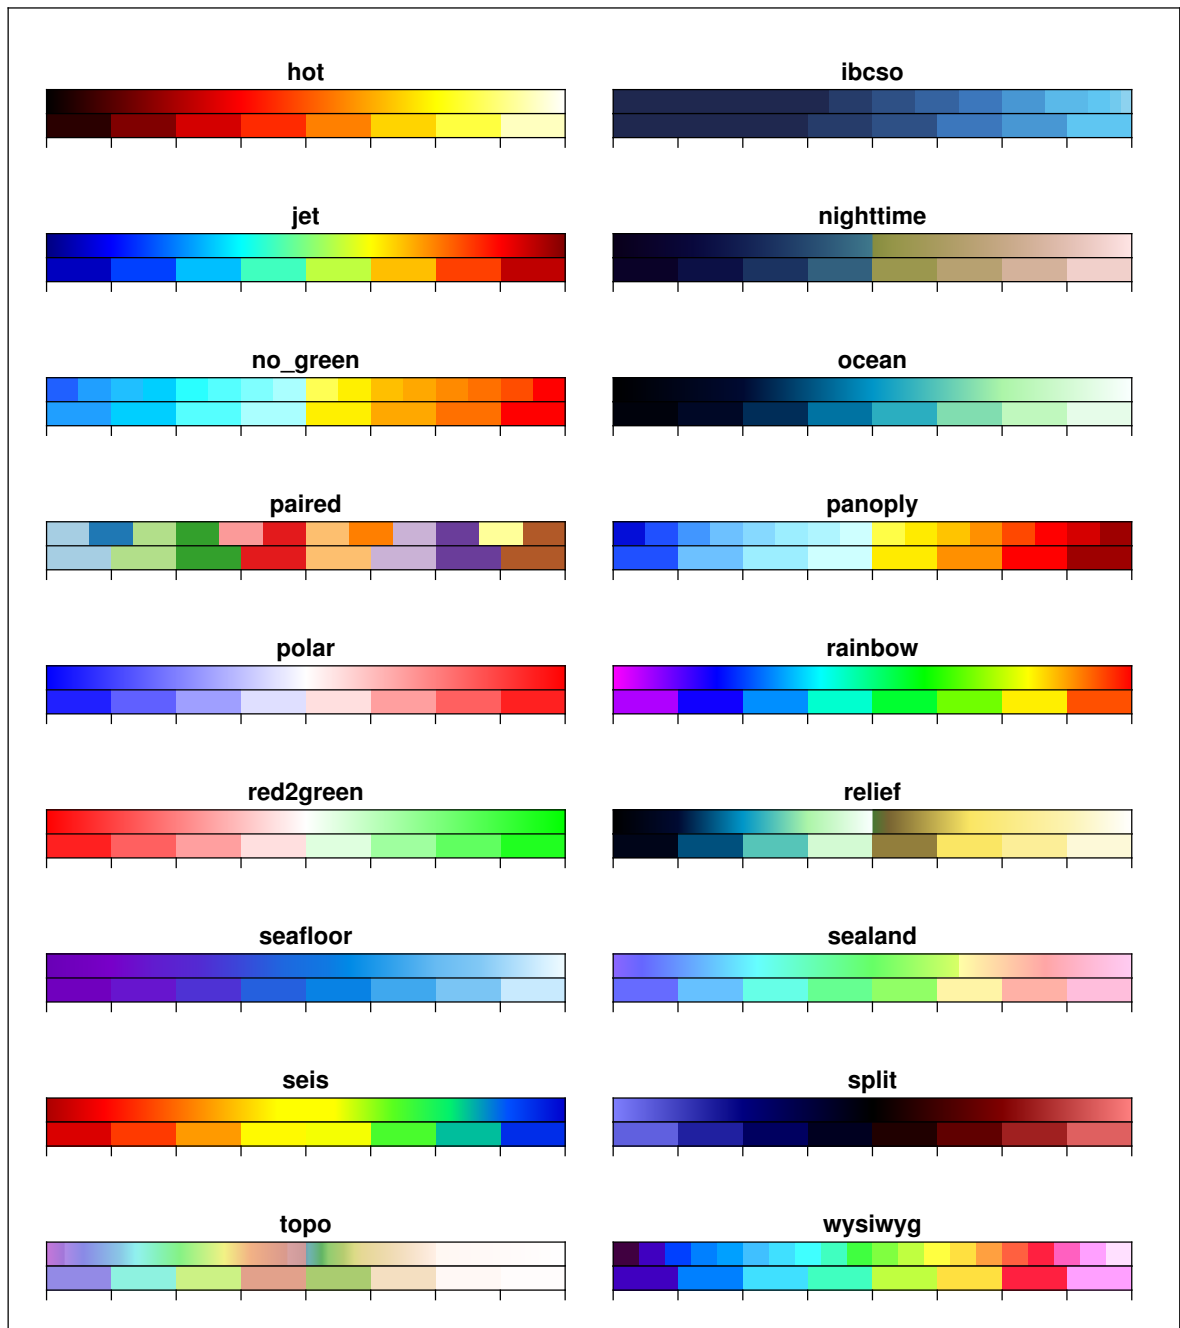 hot
ibcso
jet
nighttime
no_green
ocean
paired
panoply
polar
rainbow
red2green
relief
seafloor
sealand
seis
split
topo
wysiwyg